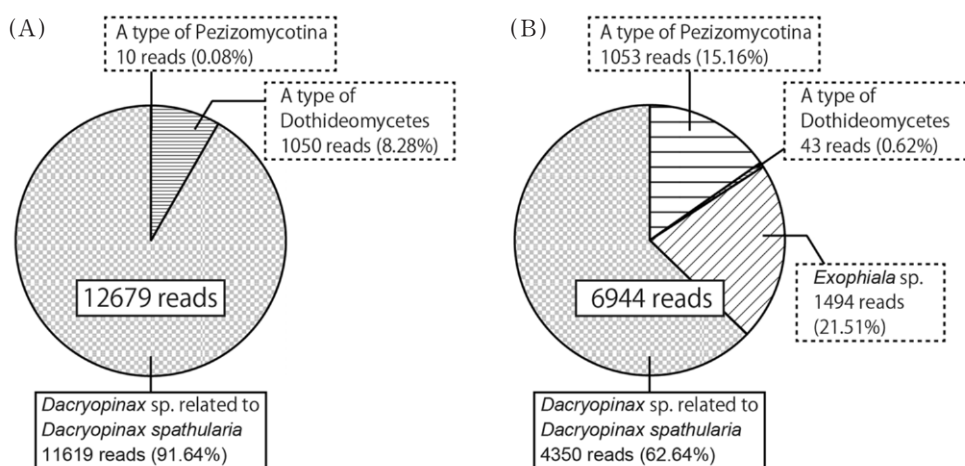 (A)
A type of Pezizomycotina
10 reads (0.08%)
A type of
Dothideomycetes
1050 reads (8.28%)
12679 reads
Dacryopinax sp. related to
Dacryopinax spathularia
11619 reads (91.64%)
(B)
A type of Pezizomycotina
1053 reads (15.16%)
A type of
Dothideomycetes
43 reads (0.62%)
Exophiala sp.
1494 reads
(21.51%)
6944 reads
Dacryopinax sp. related to
Dacryopinax spathularia
4350 reads (62.64%)